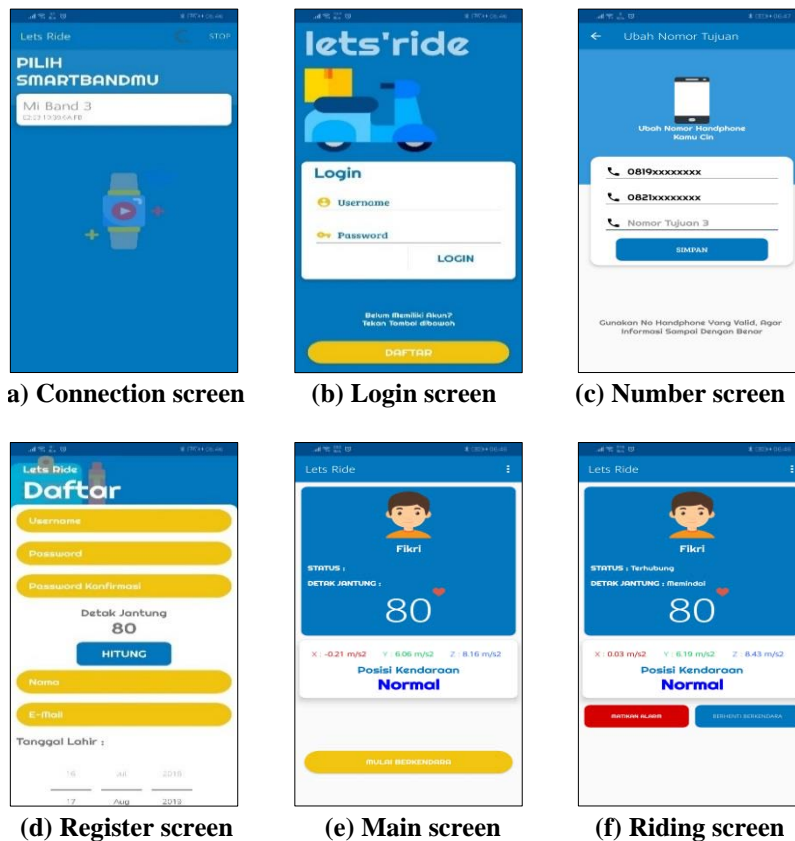 Lets Ride
STOP
PILIH
SMARTBANDMU
Mi Band 3
lets'ride
Login
Username
Password
LOGIN
Belum Memiliki Akun?
Tekan Tombol dibawah
DAFTAR
Ubah Nomor Tujuan
Ubah Nomor Handphone
Kamu Cin
0819xxxxxxxx
0821xxxxxxxx
Nomor Tujuan 3
SIMPAN
Gunakan No Handphone Yang Valid, Agar
Informasi Sampai Dengan Benar
a) Connection screen
(b) Login screen
(c) Number screen
Lets Ride
Daftar
Username
Password
Password Konfirmasi
Detak Jantung
80
HITUNG
Nama
E-Mail
Tanggal Lahir :
16 Jul 2018
17 Aug 2019
Lets Ride
Fikri
STATUS :
DETAK JANTUNG :
80
X : -0.21 m/s2 Y : 6.06 m/s2 Z : 8.16 m/s2
Posisi Kendaraan
Normal
MULAI BERKENDARA
Lets Ride
Fikri
STATUS : Terhubung
DETAK JANTUNG : Memindai
80
X : 0.03 m/s2 Y : 6.19 m/s2 Z : 8.43 m/s2
Posisi Kendaraan
Normal
MATIKAN ALARM
BERHENTI BERKENDARA
(d) Register screen
(e) Main screen
(f) Riding screen